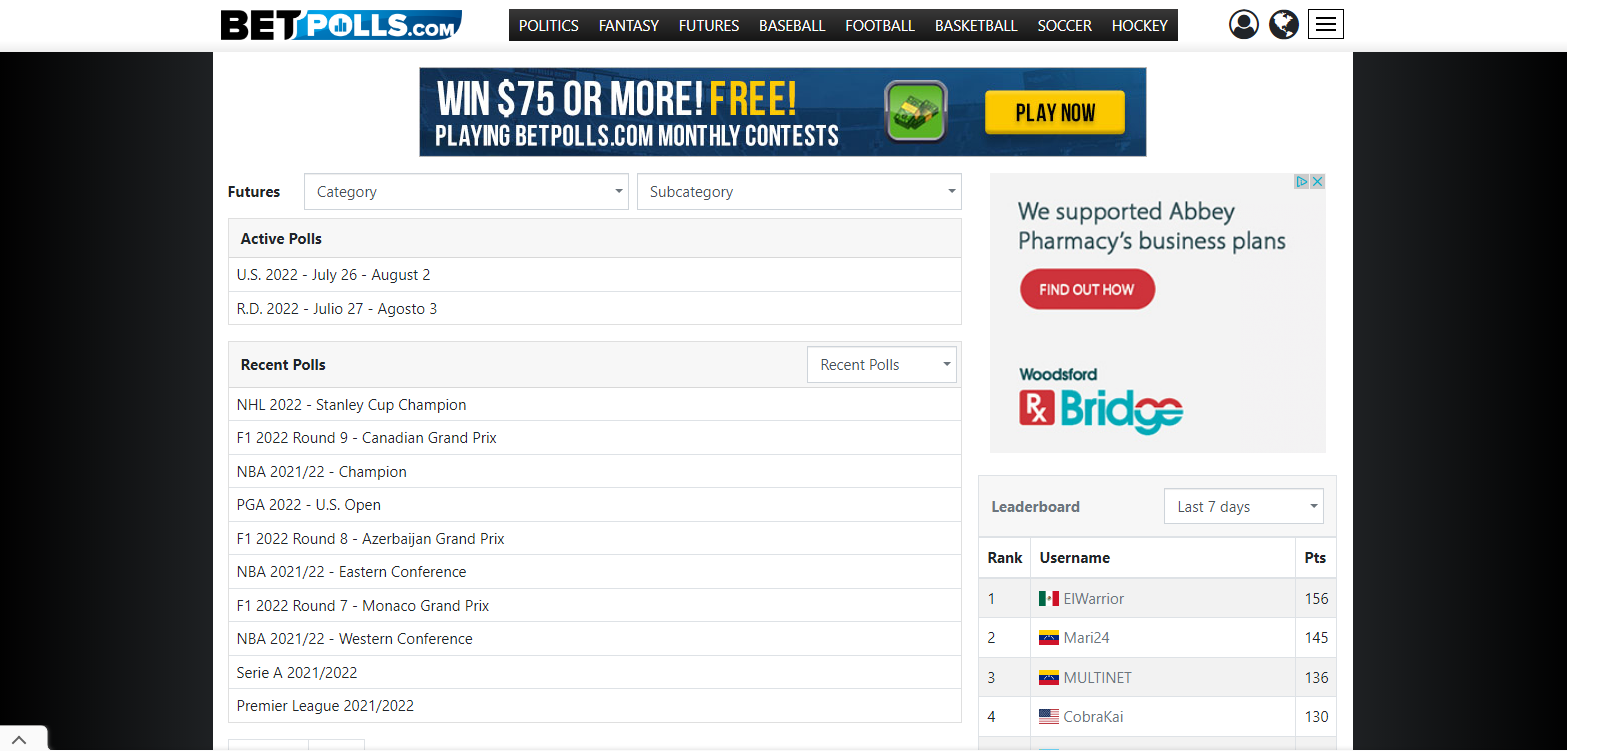 BETPOLLS.COM
POLITICS FANTASY FUTURES BASEBALL FOOTBALL BASKETBALL SOCCER HOCKEY
WIN $75 OR MORE! FREE!
PLAYING BETPOLLS.COM MONTHLY CONTESTS
PLAY NOW
Futures Category Subcategory
Active Polls
U.S. 2022 - July 26 - August 2
R.D. 2022 - Julio 27 - Agosto 3
Recent Polls Recent Polls
NHL 2022 - Stanley Cup Champion
F1 2022 Round 9 - Canadian Grand Prix
NBA 2021/22 - Champion
PGA 2022 - U.S. Open
F1 2022 Round 8 - Azerbaijan Grand Prix
NBA 2021/22 - Eastern Conference
F1 2022 Round 7 - Monaco Grand Prix
NBA 2021/22 - Western Conference
Serie A 2021/2022
Premier League 2021/2022
We supported Abbey
Pharmacy's business plans
FIND OUT HOW
Woodsford
Rx Bridge
Leaderboard Last 7 days
Rank Username Pts
1 ElWarrior 156
2 Mari24 145
3 MULTINET 136
4 CobraKai 130